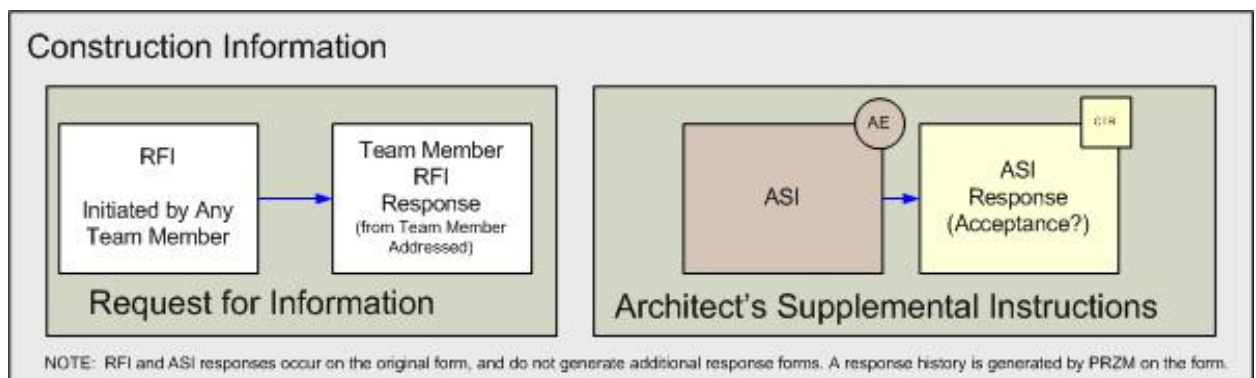 Construction Information
RFI
Initiated by Any
Team Member
Team Member
RFI
Response
(from Team Member
Addressed)
Request for Information
AE
ASI
CTR
ASI
Response
(Acceptance?)
Architect's Supplemental Instructions
NOTE: RFI and ASI responses occur on the original form, and do not generate additional response forms. A response history is generated by PRZM on the form.